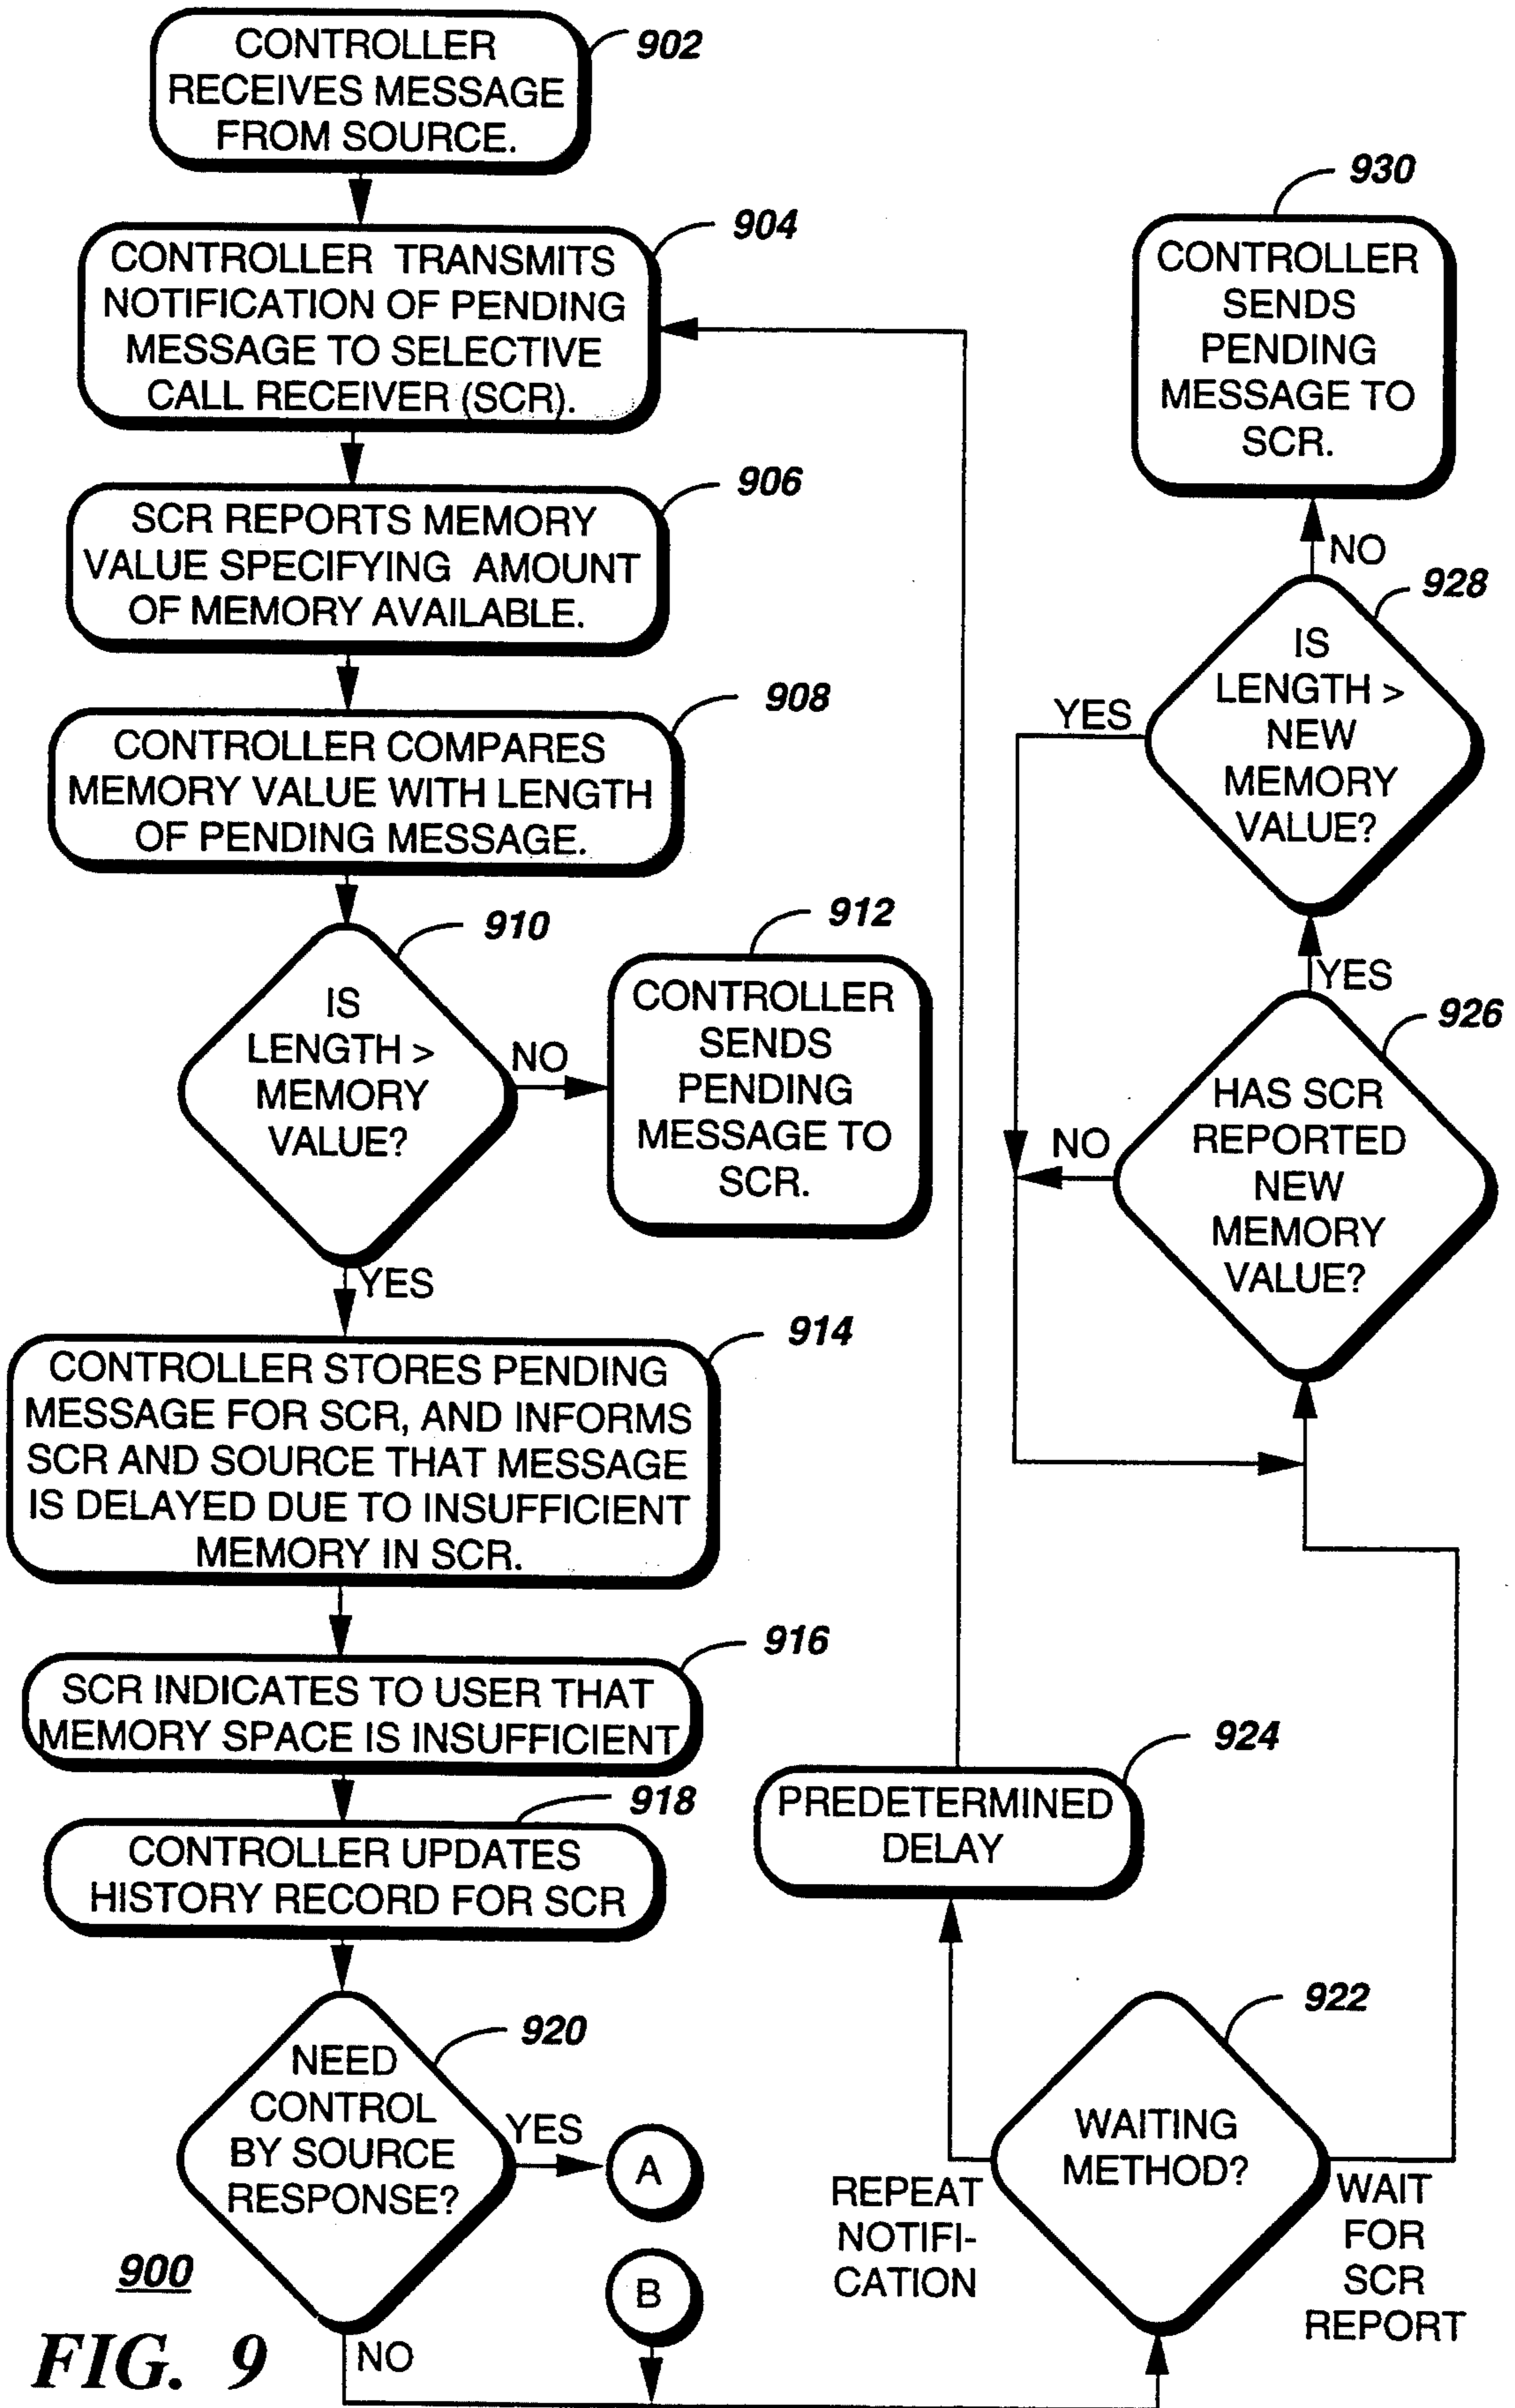 CONTROLLER
RECEIVES MESSAGE
FROM SOURCE.
902
CONTROLLER TRANSMITS
NOTIFICATION OF PENDING
MESSAGE TO SELECTIVE
CALL RECEIVER (SCR).
904
SCR REPORTS MEMORY
VALUE SPECIFYING AMOUNT
OF MEMORY AVAILABLE.
906
CONTROLLER COMPARES
MEMORY VALUE WITH LENGTH
OF PENDING MESSAGE.
908
IS
LENGTH >
MEMORY
VALUE?
910
NO
CONTROLLER
SENDS
PENDING
MESSAGE TO
SCR.
912
YES
CONTROLLER STORES PENDING
MESSAGE FOR SCR, AND INFORMS
SCR AND SOURCE THAT MESSAGE
IS DELAYED DUE TO INSUFFICIENT
MEMORY IN SCR.
914
SCR INDICATES TO USER THAT
MEMORY SPACE IS INSUFFICIENT
916
CONTROLLER UPDATES
HISTORY RECORD FOR SCR
918
NEED
CONTROL
BY SOURCE
RESPONSE?
920
YES
A
B
NO
900
FIG. 9
WAITING
METHOD?
922
REPEAT
NOTIFI-
CATION
WAIT
FOR
SCR
REPORT
PREDETERMINED
DELAY
924
HAS SCR
REPORTED
NEW
MEMORY
VALUE?
926
NO
YES
IS
LENGTH >
NEW
MEMORY
VALUE?
928
YES
NO
CONTROLLER
SENDS
PENDING
MESSAGE TO
SCR.
930